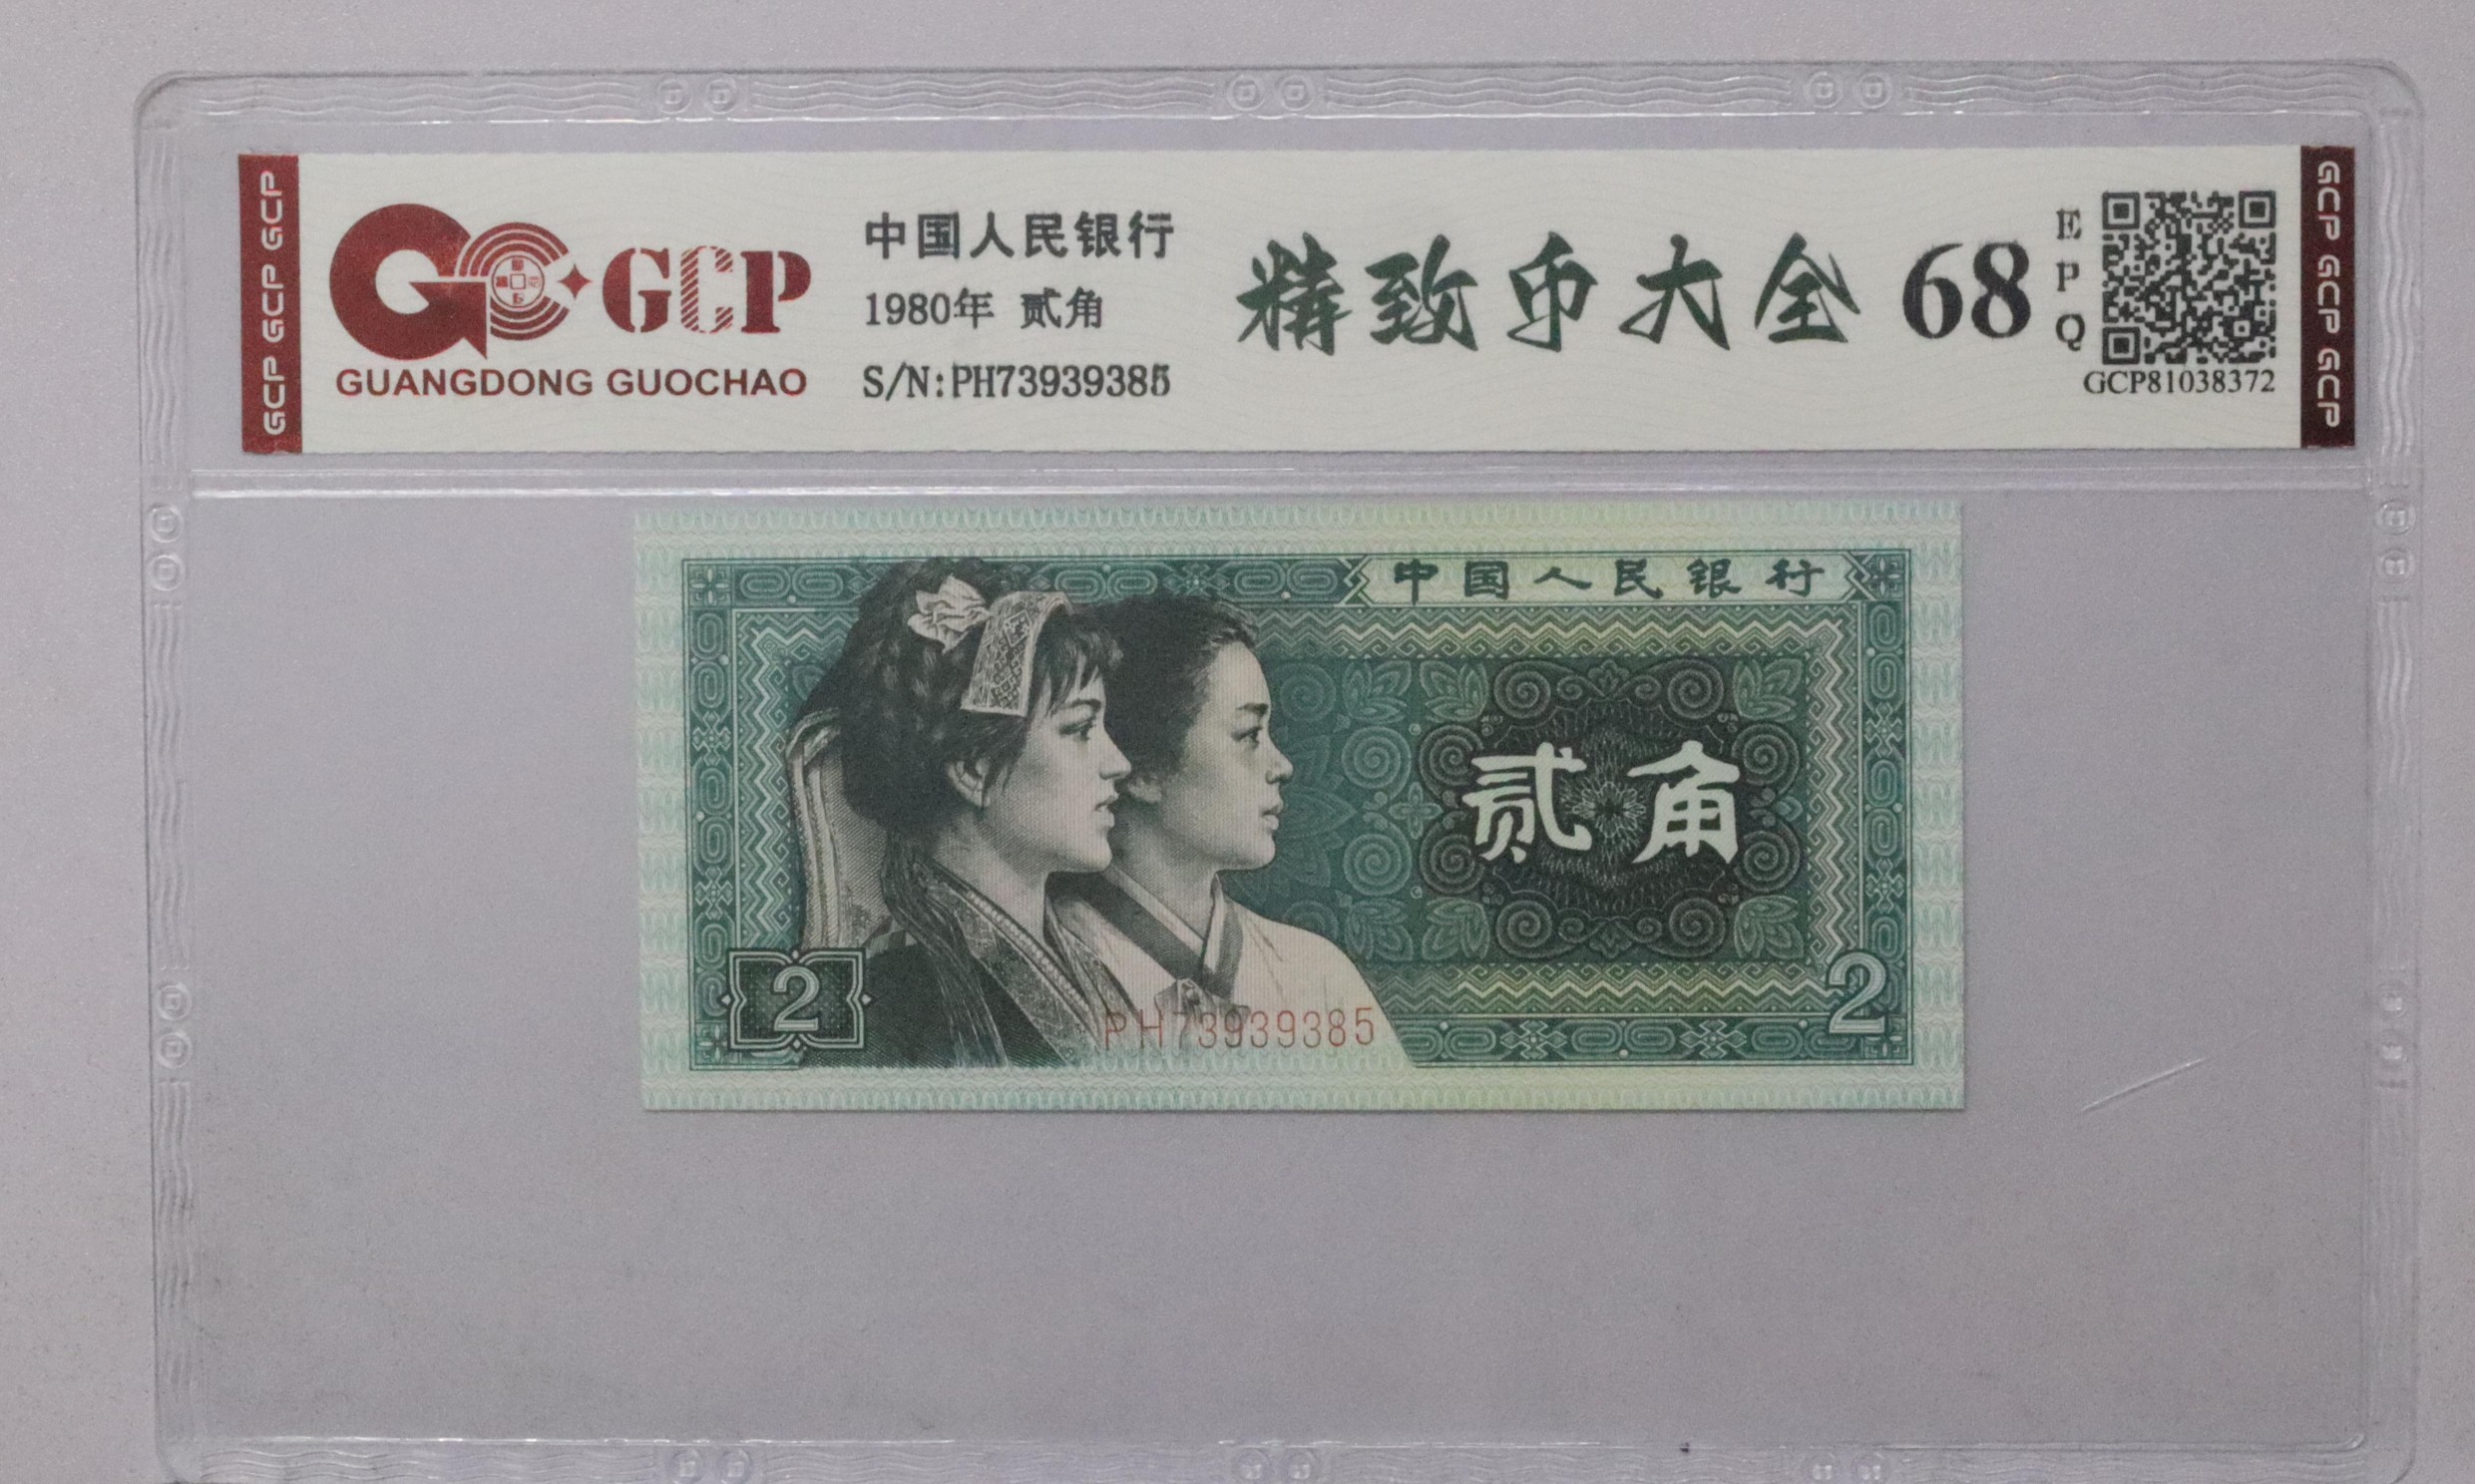 GCP GCP GCP
GCP
GUANGDONG GUOCHAO
中国人民银行
1980年 贰角
S/N:PH73939385
精致币大全 68
EPQ
GCP81038372
GCP GCP GCP
中国人民银行
贰角
2
PH73939385
2